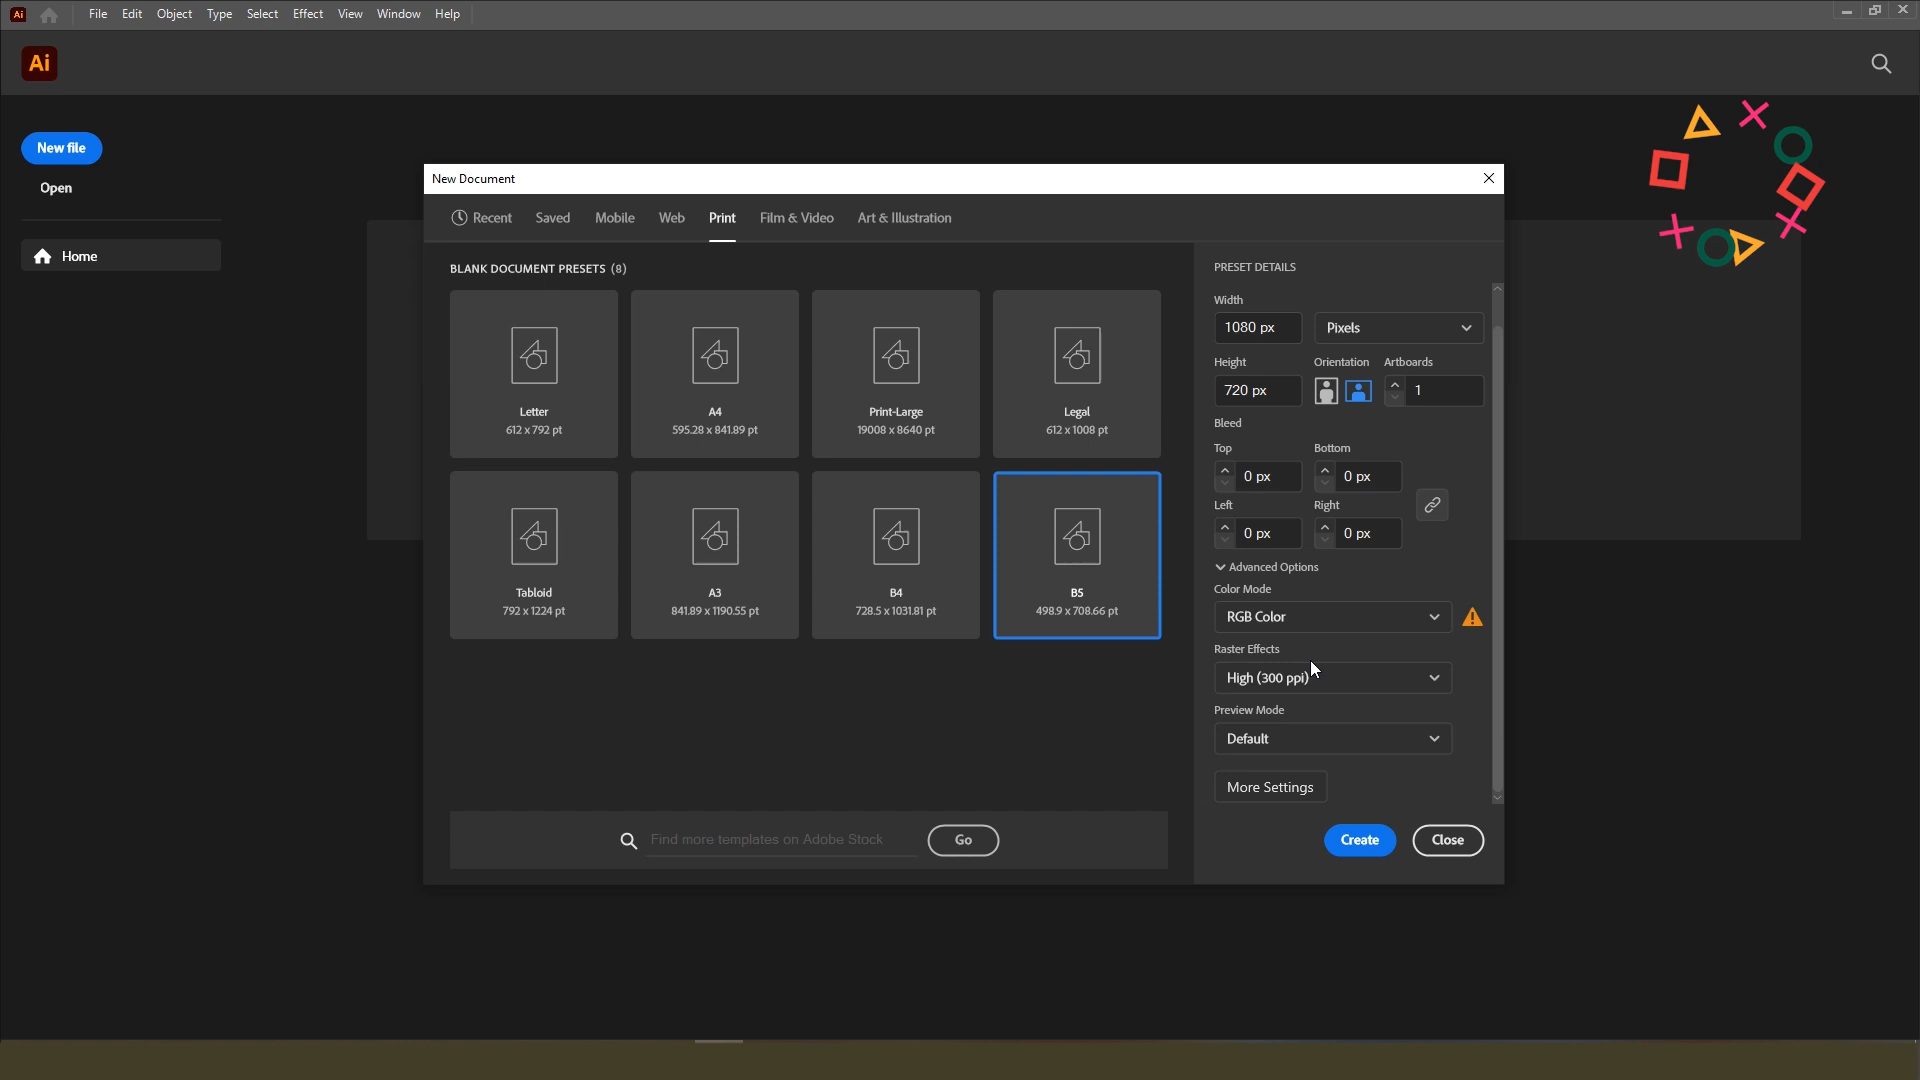 Ai File Edit Object Type Select Effect View Window Help
Ai
New file
Open
Home
New Document
Recent Saved Mobile Web Print Film & Video Art & Illustration
BLANK DOCUMENT PRESETS (8)
Letter
612 x 792 pt
A4
595.28 x 841.89 pt
Print-Large
19008 x 8640 pt
Legal
612 x 1008 pt
Tabloid
792 x 1224 pt
A3
841.89 x 1190.55 pt
B4
728.5 x 1031.81 pt
B5
498.9 x 708.66 pt
Find more templates on Adobe Stock Go
PRESET DETAILS
Width
1080 px Pixels
Height Orientation Artboards
720 px 1
Bleed
Top Bottom
0 px 0 px
Left Right
0 px 0 px
Advanced Options
Color Mode
RGB Color
Raster Effects
High (300 ppi)
Preview Mode
Default
More Settings
Create Close